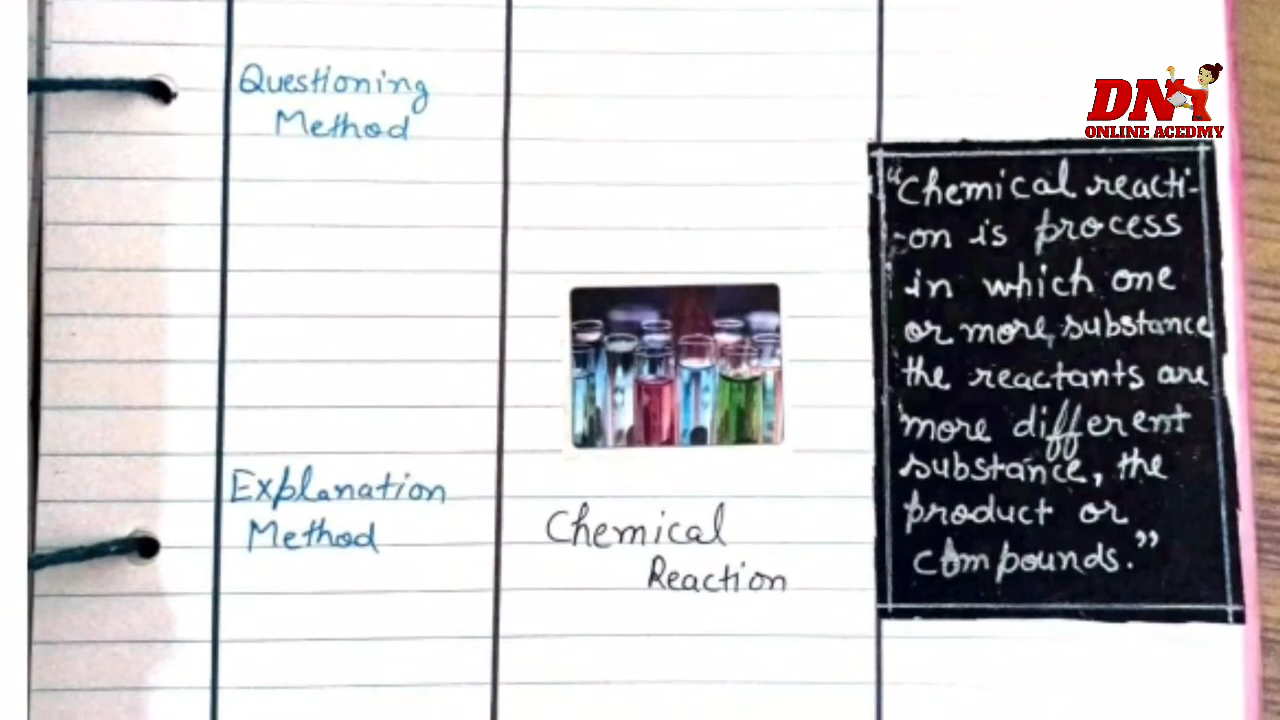 Questioning
Method
Explanation
Method
Chemical
Reaction
DN
ONLINE ACEDMY
"Chemical reacti-
-on is process
in which one
or more substance
the reactants are
more different
substance, the
product or
compounds."